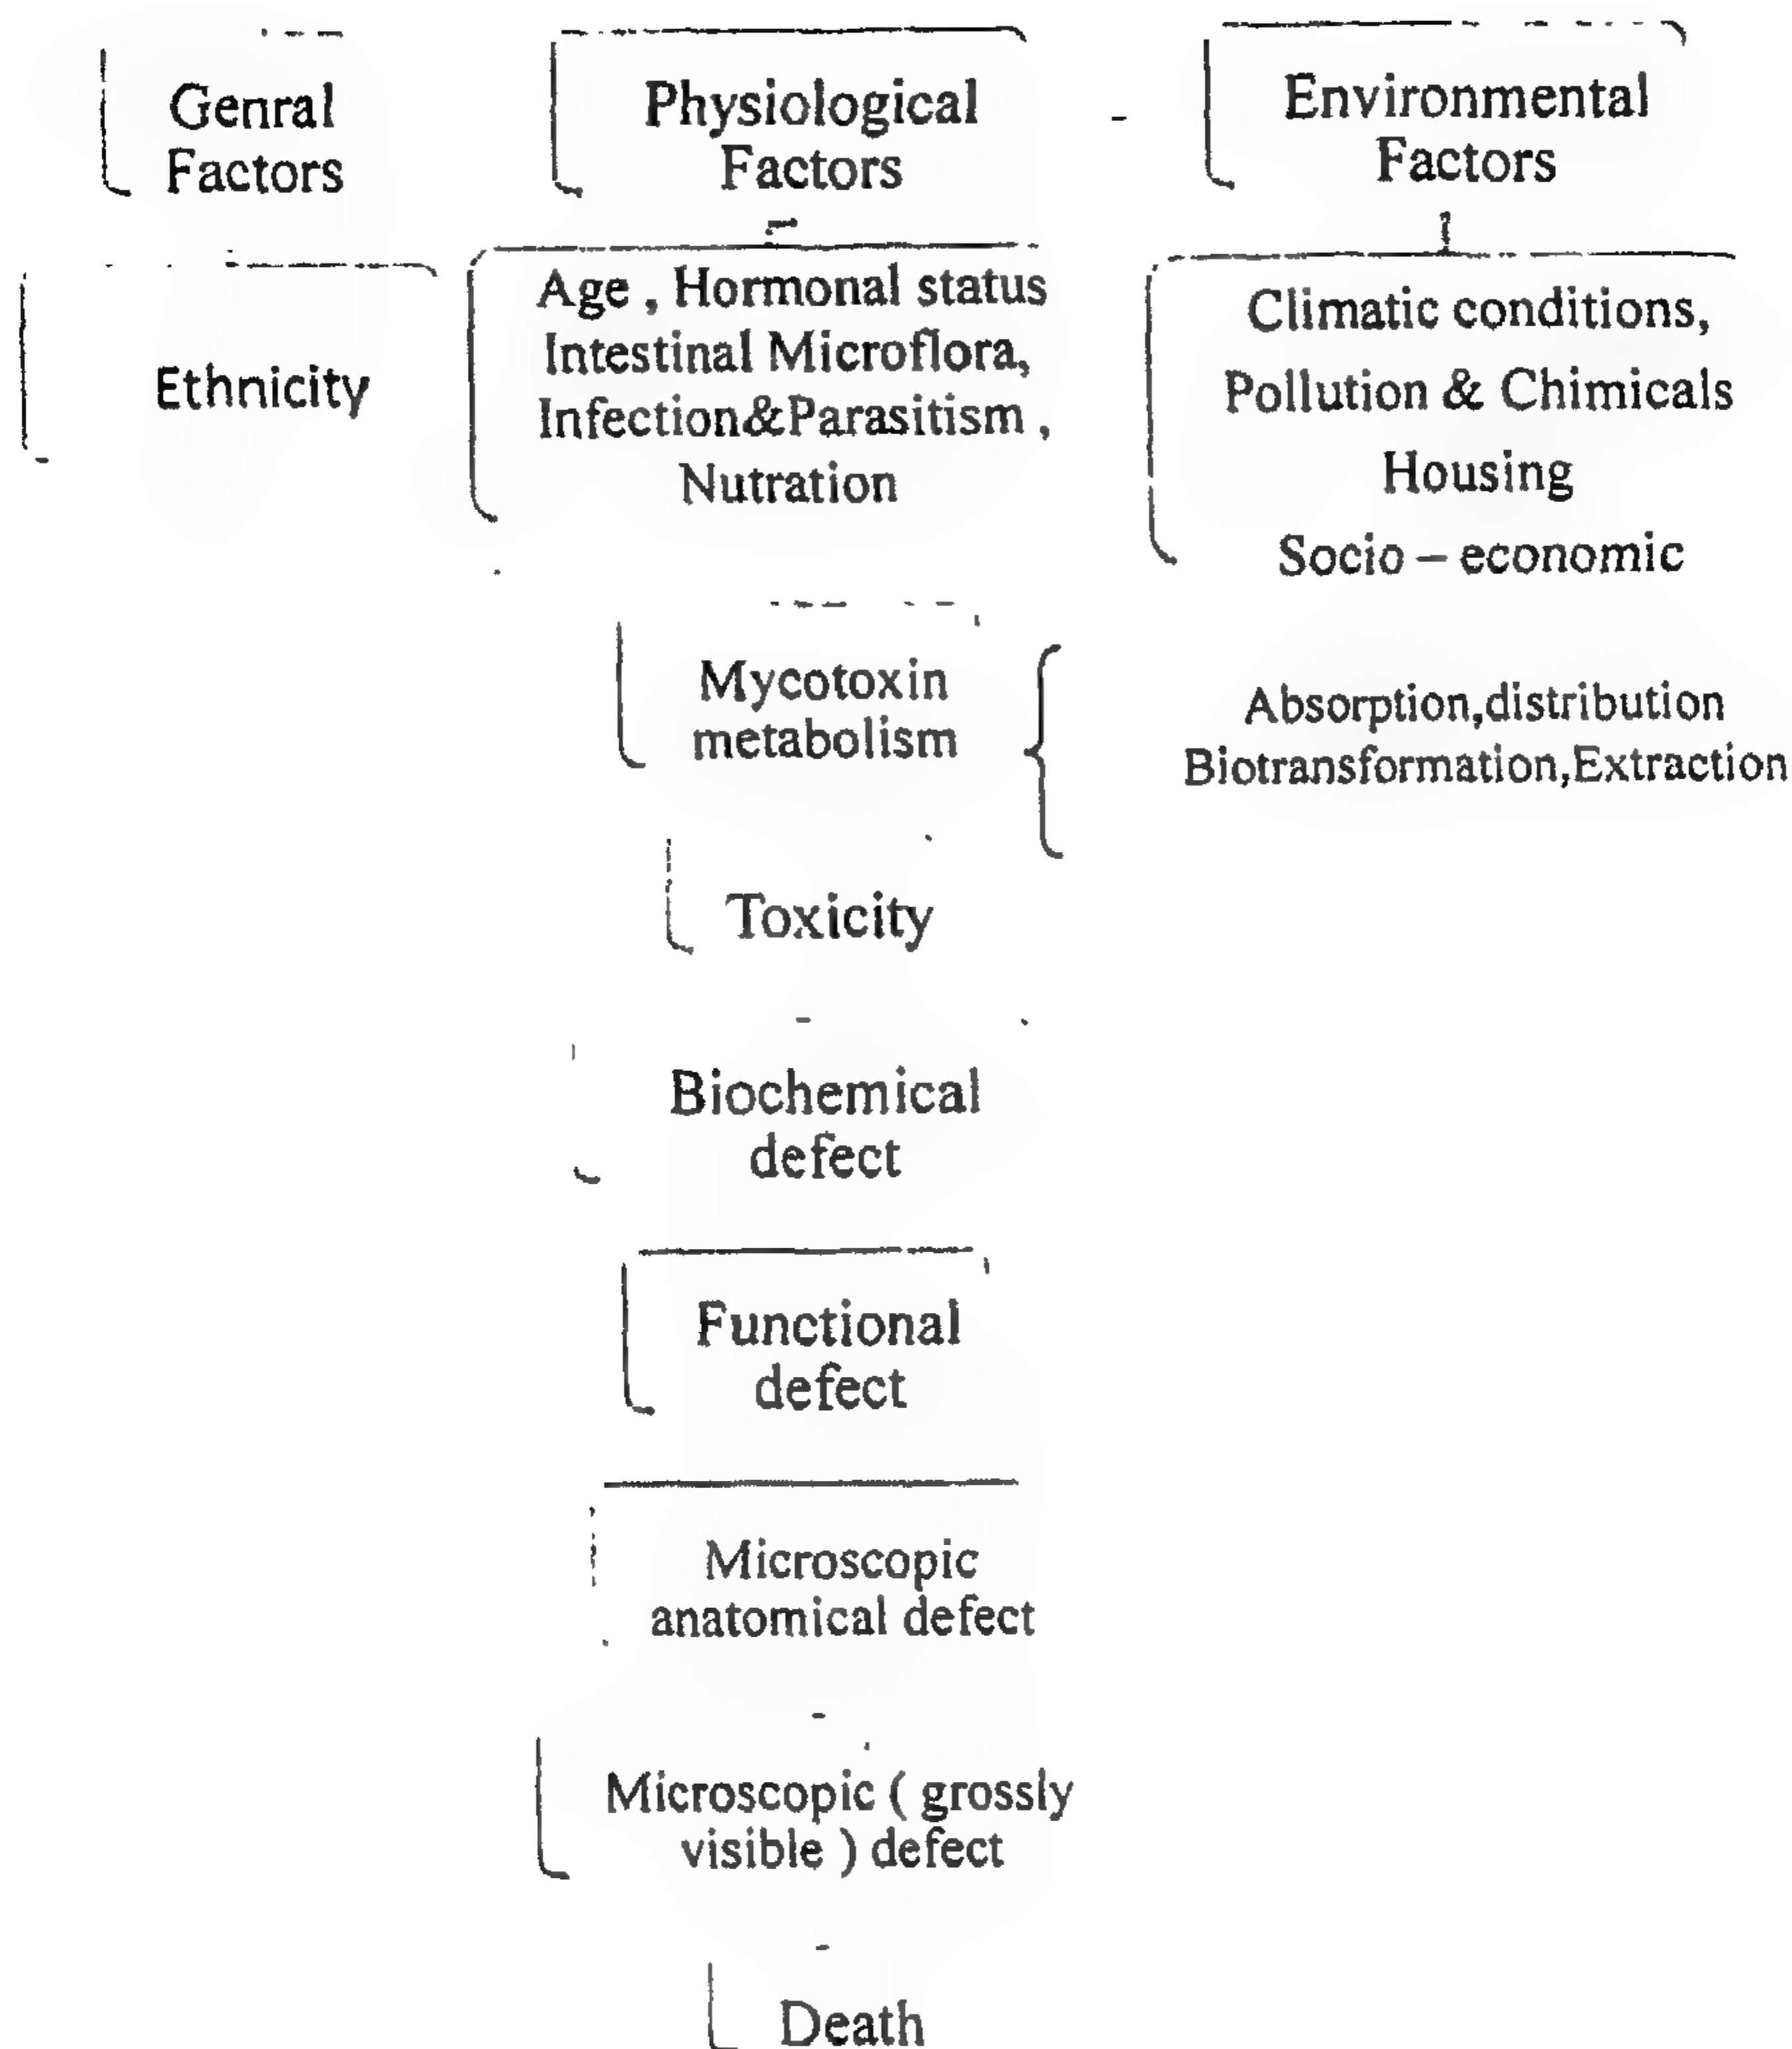 Genral
Factors
Physiological
Factors
Environmental
Factors
Ethnicity
Age , Hormonal status
Intestinal Microflora,
Infection&Parasitism ,
Nutration
Climatic conditions,
Pollution & Chimicals
Housing
Socio – economic
Mycotoxin
metabolism
Absorption,distribution
Biotransformation,Extraction
Toxicity
Biochemical
defect
Functional
defect
Microscopic
anatomical defect
Microscopic ( grossly
visible ) defect
Death